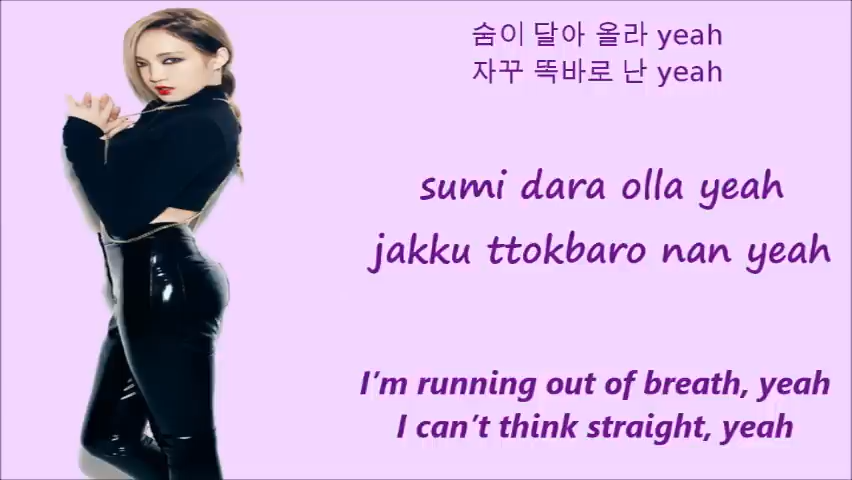 숨이 달아 올라 yeah
자꾸 똑바로 난 yeah
sumi dara olla yeah
jakku ttokbaro nan yeah
I'm running out of breath, yeah
I can't think straight, yeah